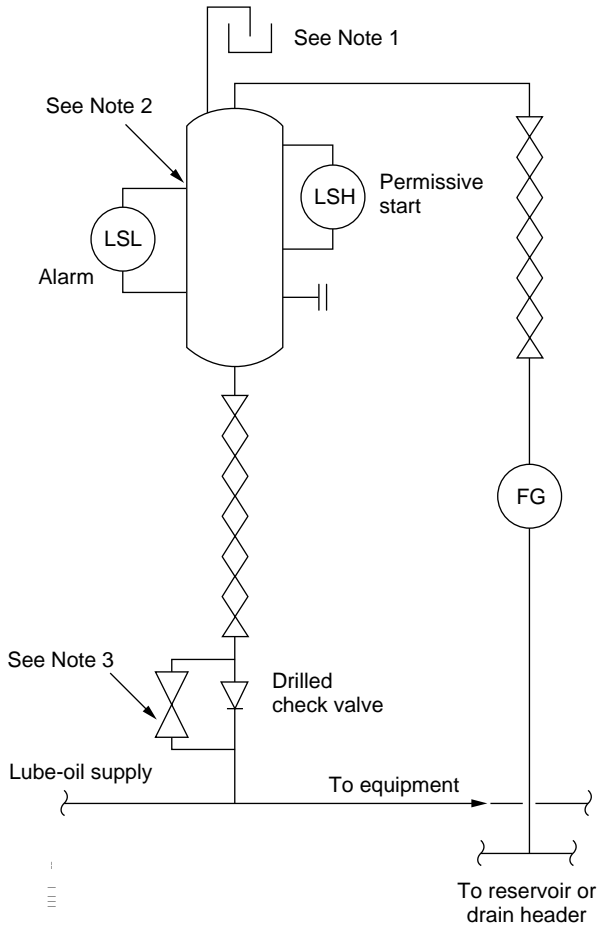 See Note 1
See Note 2
LSH
Permissive
start
LSL
Alarm
FG
See Note 3
Drilled
check valve
Lube-oil supply
To equipment
To reservoir or
drain header